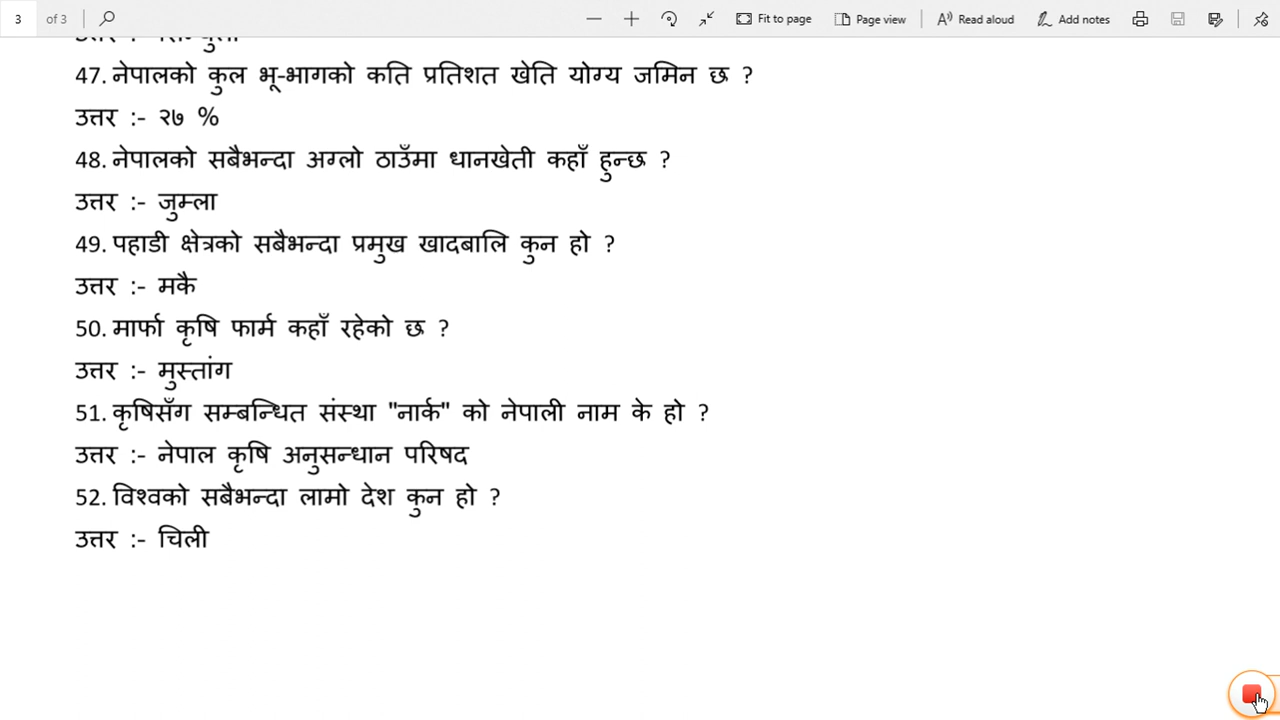 3 of 3 Fit to page Page view Read aloud Add notes
उत्तर :-
47. नेपालको कुल भू-भागको कति प्रतिशत खेति योग्य जमिन छ ?
उत्तर :- २७ %
48. नेपालको सबैभन्दा अग्लो ठाउँमा धानखेती कहाँ हुन्छ ?
उत्तर :- जुम्ला
49. पहाडी क्षेत्रको सबैभन्दा प्रमुख खादबालि कुन हो ?
उत्तर :- मकै
50. मार्फा कृषि फार्म कहाँ रहेको छ ?
उत्तर :- मुस्तांग
51. कृषिसँग सम्बन्धित संस्था "नार्क" को नेपाली नाम के हो ?
उत्तर :- नेपाल कृषि अनुसन्धान परिषद
52. विश्वको सबैभन्दा लामो देश कुन हो ?
उत्तर :- चिली